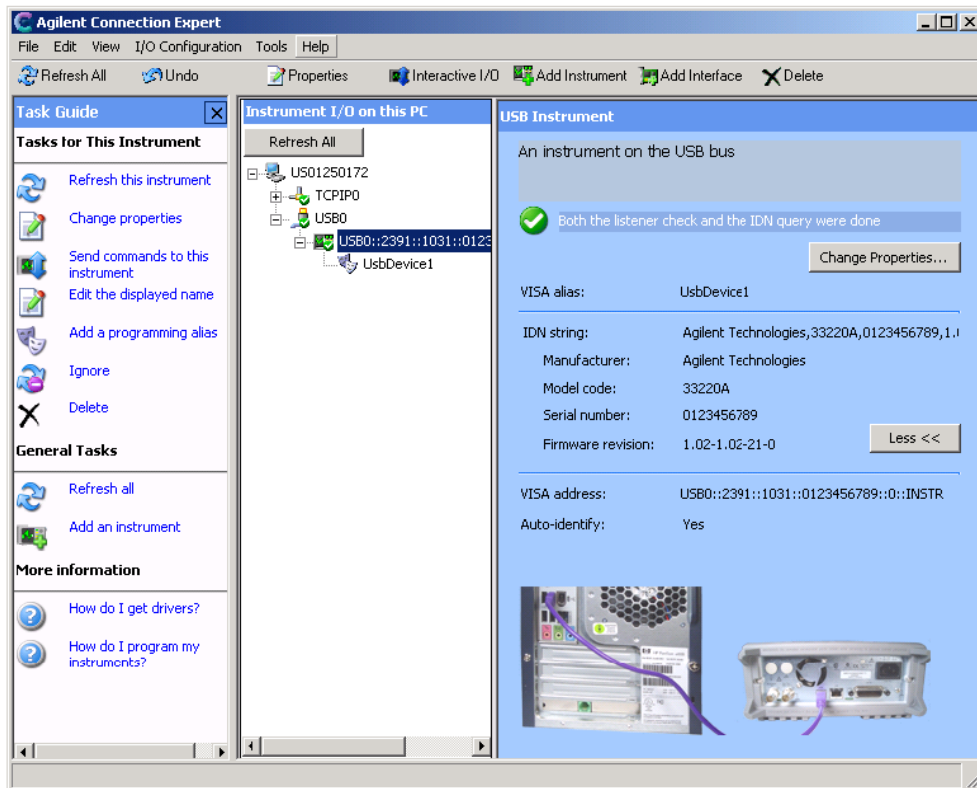 Agilent Connection Expert
File Edit View I/O Configuration Tools Help
Refresh All Undo Properties Interactive I/O Add Instrument Add Interface Delete
Task Guide
Tasks for This Instrument
Refresh this instrument
Change properties
Send commands to this
instrument
Edit the displayed name
Add a programming alias
Ignore
Delete
General Tasks
Refresh all
Add an instrument
More information
How do I get drivers?
How do I program my
instruments?
Instrument I/O on this PC
Refresh All
US01250172
TCPIP0
USB0
USB0::2391::1031::0123
UsbDevice1
USB Instrument
An instrument on the USB bus
Both the listener check and the IDN query were done
Change Properties...
VISA alias: UsbDevice1
IDN string: Agilent Technologies,33220A,0123456789,1.
Manufacturer: Agilent Technologies
Model code: 33220A
Serial number: 0123456789
Firmware revision: 1.02-1.02-21-0
Less <<
VISA address: USB0::2391::1031::0123456789::0::INSTR
Auto-identify: Yes